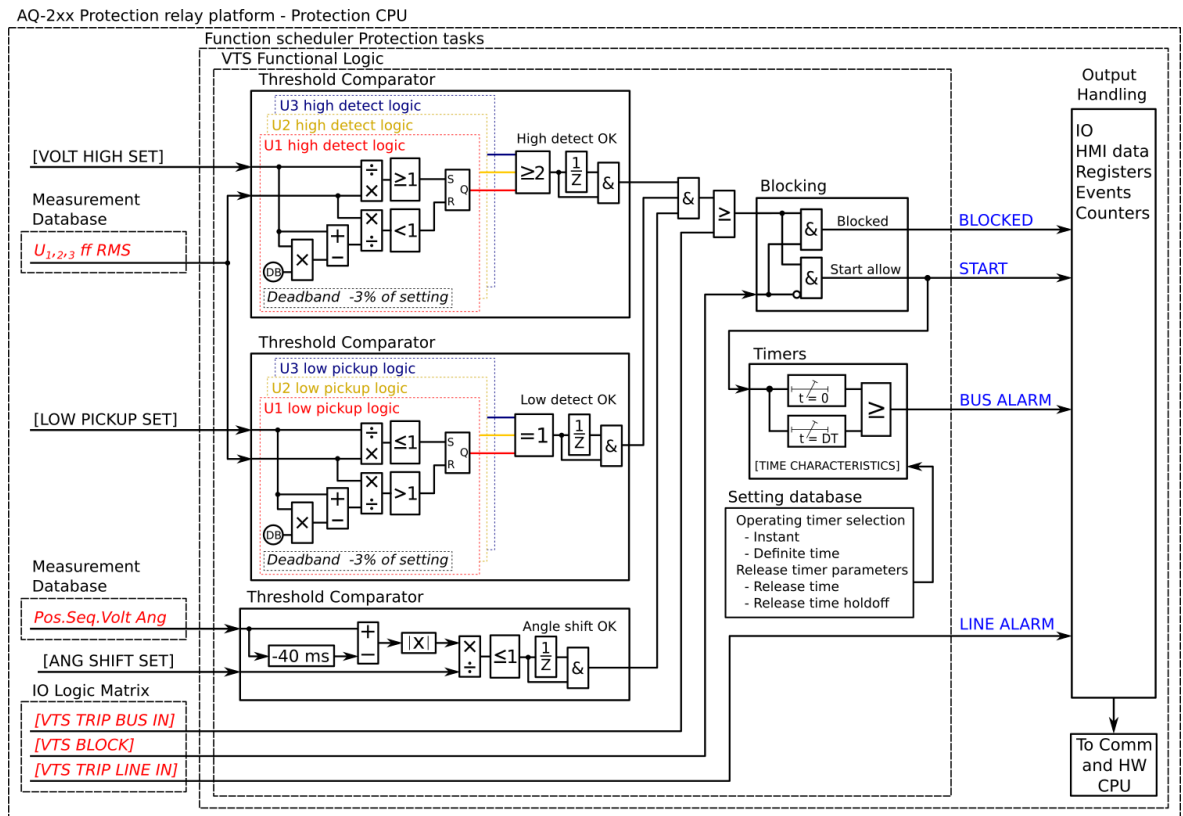 AQ-2xx Protection relay platform - Protection CPU
Function scheduler Protection tasks
VTS Functional Logic
Threshold Comparator
U3 high detect logic
U2 high detect logic
U1 high detect logic
High detect OK
[VOLT HIGH SET]
÷
×
≥1
S
R
Q
≥2
1
Z
&
Measurement
Database
U1,2,3 ff RMS
×
÷
<1
+
−
×
DB
Deadband -3% of setting
&
≥
Blocking
&
Blocked
&
Start allow
BLOCKED
START
Output
Handling
IO
HMI data
Registers
Events
Counters
Threshold Comparator
U3 low pickup logic
U2 low pickup logic
U1 low pickup logic
Low detect OK
[LOW PICKUP SET]
÷
×
≤1
S
R
Q
=1
1
Z
&
×
÷
>1
+
−
×
DB
Deadband -3% of setting
Timers
t = 0
t = DT
≥
[TIME CHARACTERISTICS]
BUS ALARM
Setting database
Operating timer selection
- Instant
- Definite time
Release timer parameters
- Release time
- Release time holdoff
Measurement
Database
Pos.Seq.Volt Ang
Threshold Comparator
Angle shift OK
-40 ms
+
−
|X|
×
÷
≤1
1
Z
&
[ANG SHIFT SET]
LINE ALARM
IO Logic Matrix
[VTS TRIP BUS IN]
[VTS BLOCK]
[VTS TRIP LINE IN]
To Comm
and HW
CPU